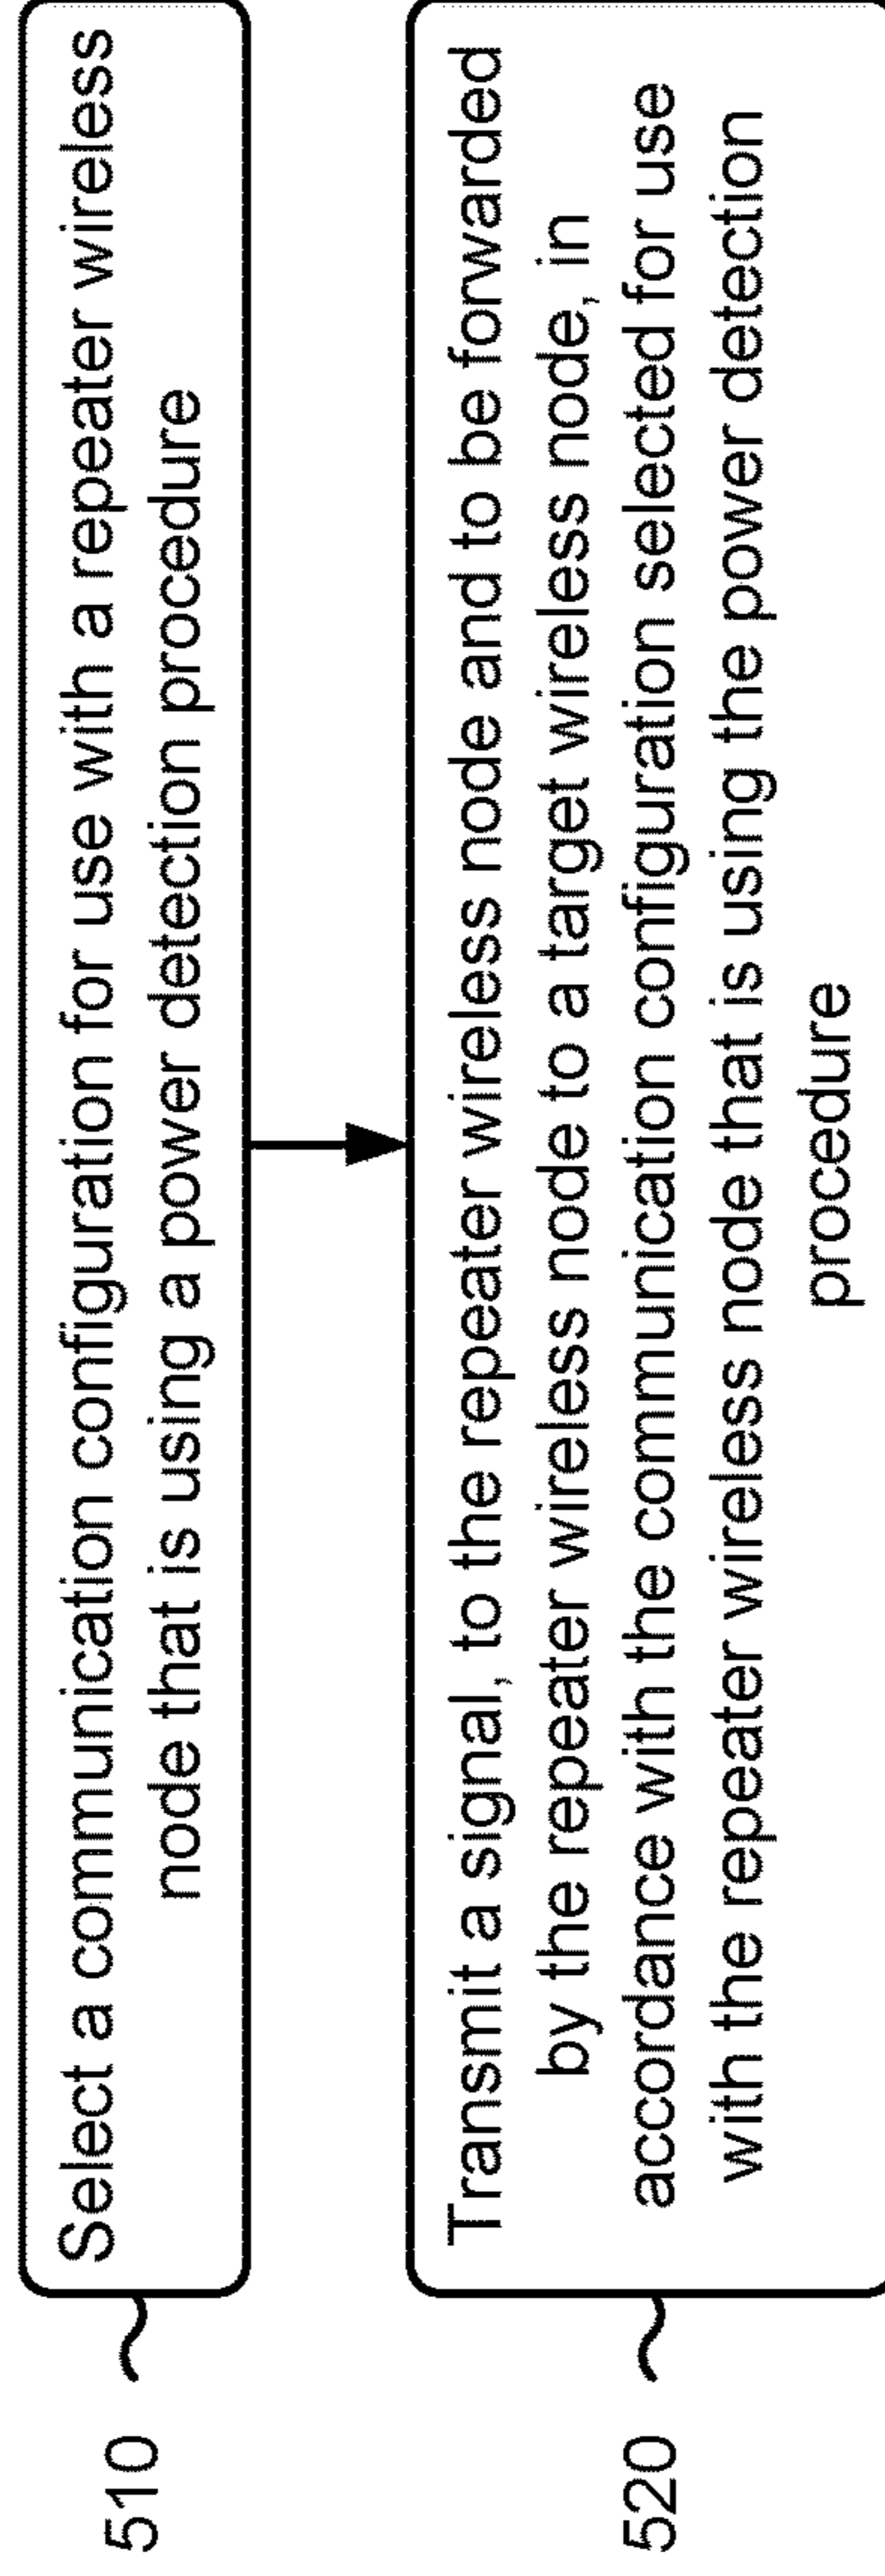 510
Select a communication configuration for use with a repeater wireless
node that is using a power detection procedure
520
Transmit a signal, to the repeater wireless node and to be forwarded
by the repeater wireless node to a target wireless node, in
accordance with the communication configuration selected for use
with the repeater wireless node that is using the power detection
procedure